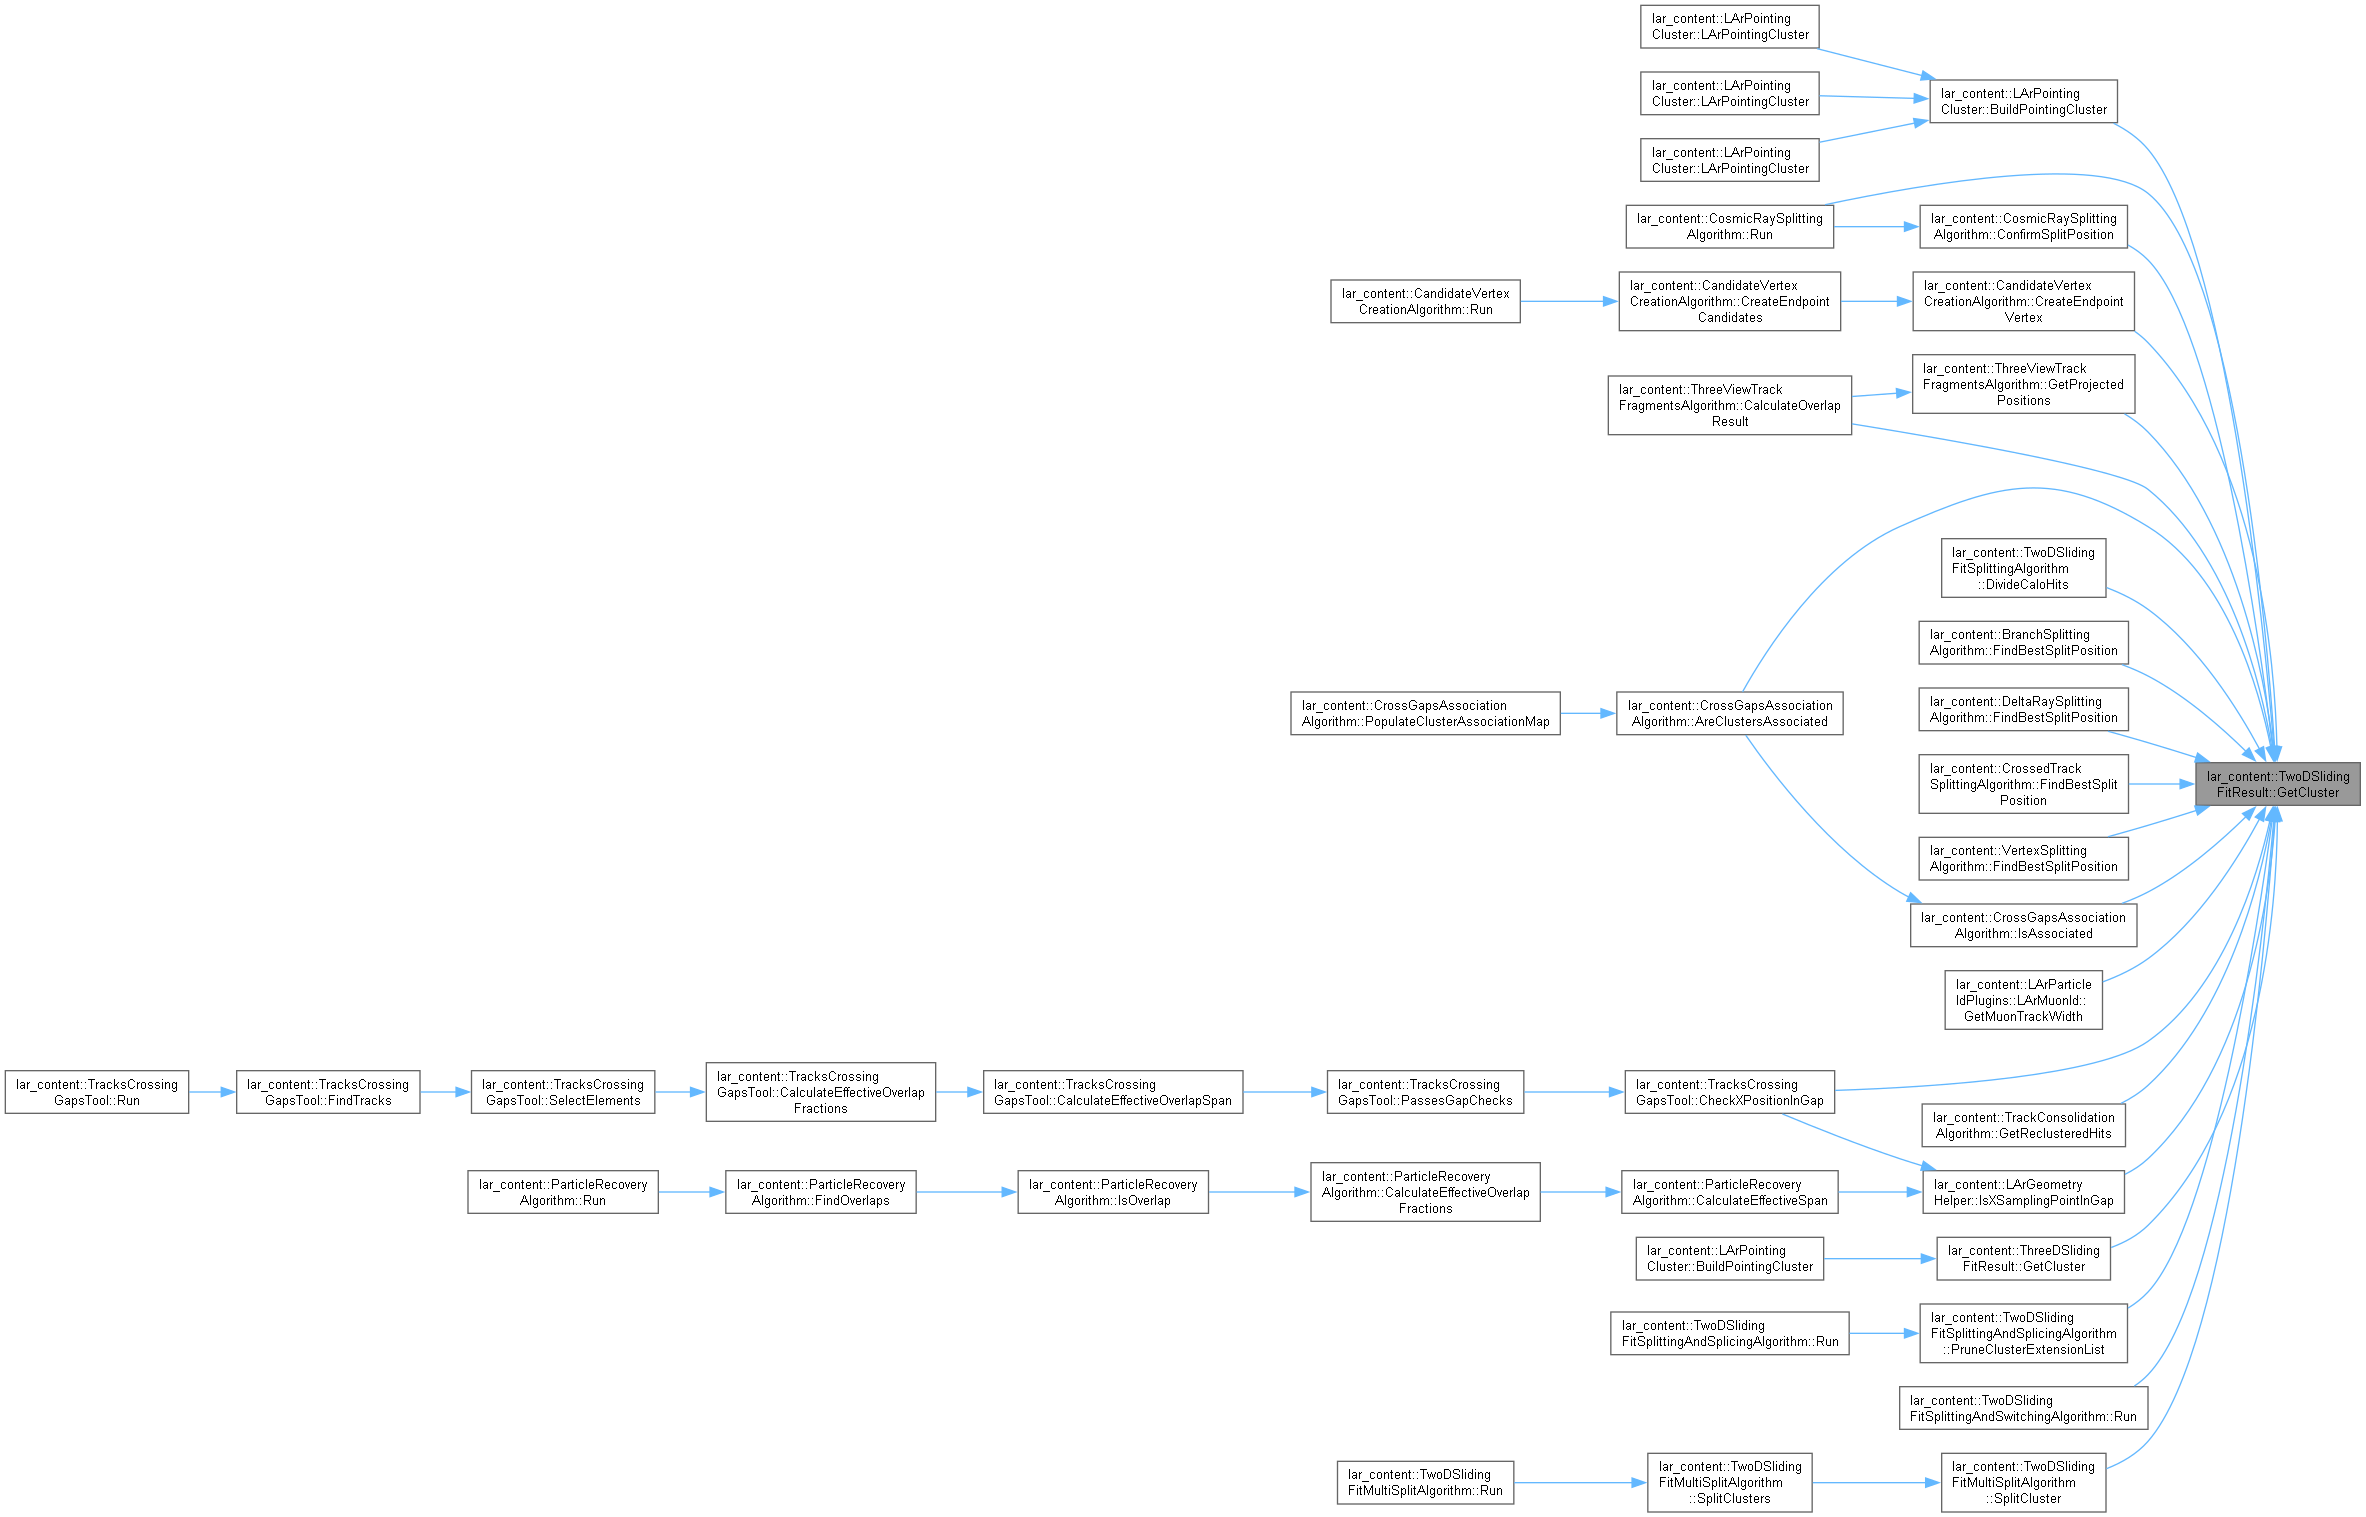 lar_content::LArPointing
Cluster::LArPointingCluster
lar_content::LArPointing
Cluster::LArPointingCluster
lar_content::LArPointing
Cluster::BuildPointingCluster
lar_content::LArPointing
Cluster::LArPointingCluster
lar_content::CosmicRaySplitting
Algorithm::Run
lar_content::CosmicRaySplitting
Algorithm::ConfirmSplitPosition
lar_content::CandidateVertex
CreationAlgorithm::Run
lar_content::CandidateVertex
CreationAlgorithm::CreateEndpoint
Candidates
lar_content::CandidateVertex
CreationAlgorithm::CreateEndpoint
Vertex
lar_content::ThreeViewTrack
FragmentsAlgorithm::CalculateOverlap
Result
lar_content::ThreeViewTrack
FragmentsAlgorithm::GetProjected
Positions
lar_content::TwoDSliding
FitSplittingAlgorithm
::DivideCaloHits
lar_content::BranchSplitting
Algorithm::FindBestSplitPosition
lar_content::CrossGapsAssociation
Algorithm::PopulateClusterAssociationMap
lar_content::CrossGapsAssociation
Algorithm::AreClustersAssociated
lar_content::DeltaRaySplitting
Algorithm::FindBestSplitPosition
lar_content::CrossedTrack
SplittingAlgorithm::FindBestSplit
Position
lar_content::TwoDSliding
FitResult::GetCluster
lar_content::VertexSplitting
Algorithm::FindBestSplitPosition
lar_content::CrossGapsAssociation
Algorithm::IsAssociated
lar_content::LArParticle
IdPlugins::LArMuonId::
GetMuonTrackWidth
lar_content::TracksCrossing
GapsTool::Run
lar_content::TracksCrossing
GapsTool::FindTracks
lar_content::TracksCrossing
GapsTool::SelectElements
lar_content::TracksCrossing
GapsTool::CalculateEffectiveOverlap
Fractions
lar_content::TracksCrossing
GapsTool::CalculateEffectiveOverlapSpan
lar_content::TracksCrossing
GapsTool::PassesGapChecks
lar_content::TracksCrossing
GapsTool::CheckXPositionInGap
lar_content::TrackConsolidation
Algorithm::GetReclusteredHits
lar_content::ParticleRecovery
Algorithm::Run
lar_content::ParticleRecovery
Algorithm::FindOverlaps
lar_content::ParticleRecovery
Algorithm::IsOverlap
lar_content::ParticleRecovery
Algorithm::CalculateEffectiveOverlap
Fractions
lar_content::ParticleRecovery
Algorithm::CalculateEffectiveSpan
lar_content::LArGeometry
Helper::IsXSamplingPointInGap
lar_content::LArPointing
Cluster::BuildPointingCluster
lar_content::ThreeDSliding
FitResult::GetCluster
lar_content::TwoDSliding
FitSplittingAndSplicingAlgorithm::Run
lar_content::TwoDSliding
FitSplittingAndSplicingAlgorithm
::PruneClusterExtensionList
lar_content::TwoDSliding
FitSplittingAndSwitchingAlgorithm::Run
lar_content::TwoDSliding
FitMultiSplitAlgorithm::Run
lar_content::TwoDSliding
FitMultiSplitAlgorithm
::SplitClusters
lar_content::TwoDSliding
FitMultiSplitAlgorithm
::SplitCluster